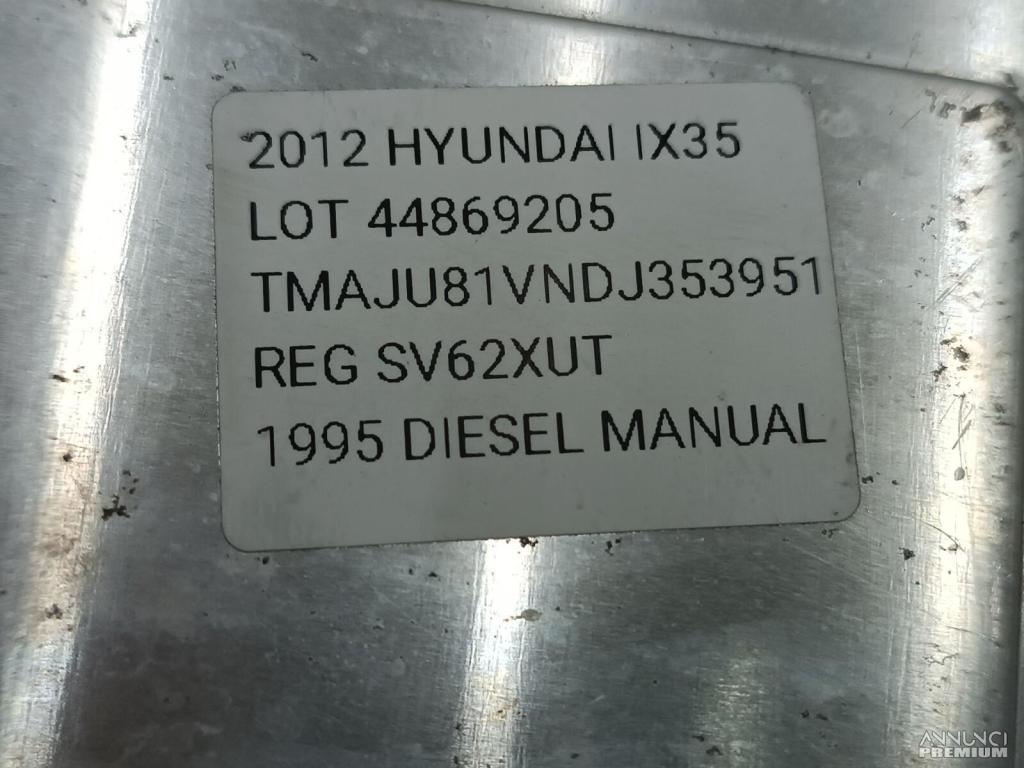 2012 HYUNDAI IX35
LOT 44869205
TMAJU81VNDJ353951
REG SV62XUT
1995 DIESEL MANUAL
ANNUNCI
PREMIUM